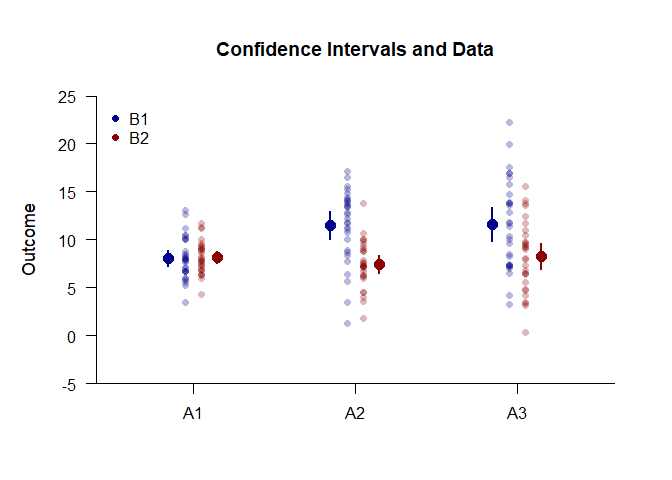 Confidence Intervals and Data
25
20
15
10
5
0
-5
Outcome
B1
B2
A1
A2
A3